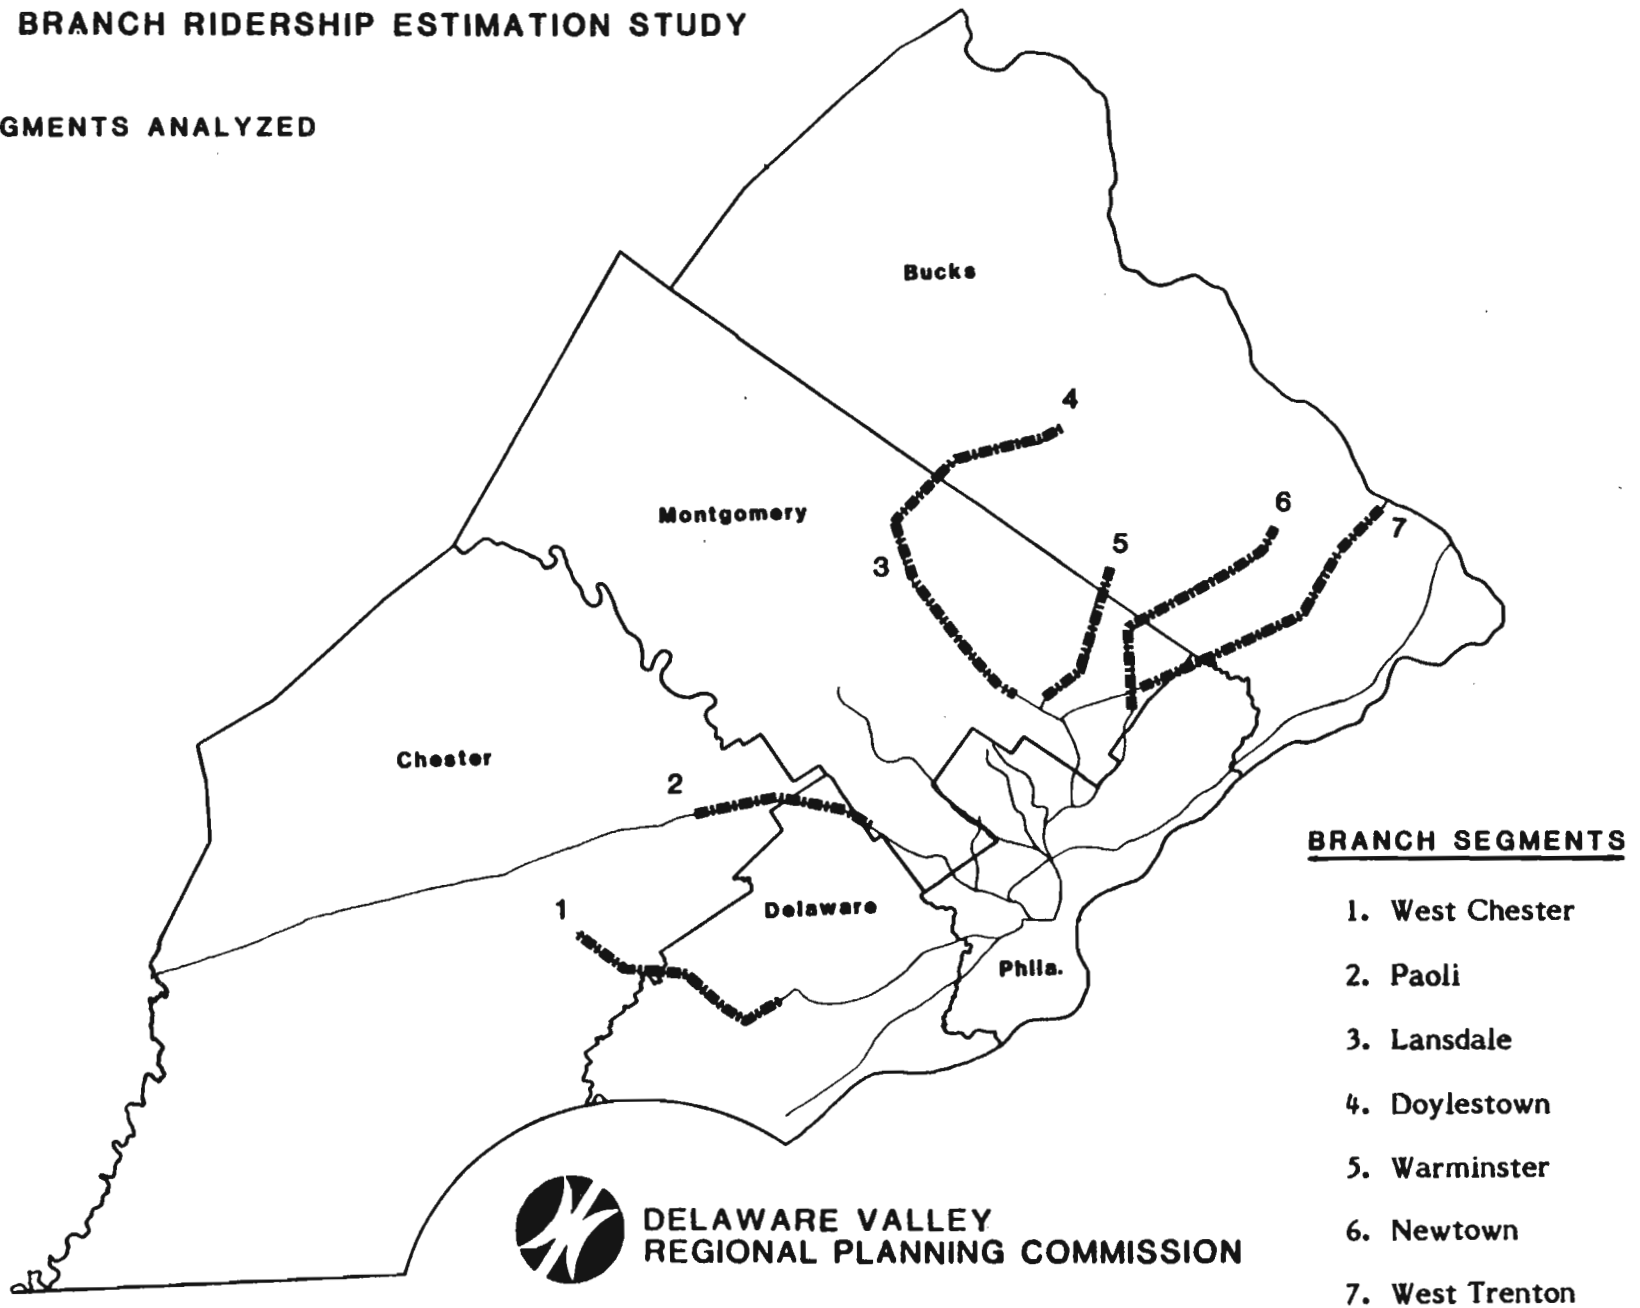 BRANCH RIDERSHIP ESTIMATION STUDY
GMENTS ANALYZED
Bucks
4
Montgomery
6
7
5
3
Chester
2
1
Delaware
Phila.
BRANCH SEGMENTS
1. West Chester
2. Paoli
3. Lansdale
4. Doylestown
5. Warminster
6. Newtown
7. West Trenton
DELAWARE VALLEY
REGIONAL PLANNING COMMISSION